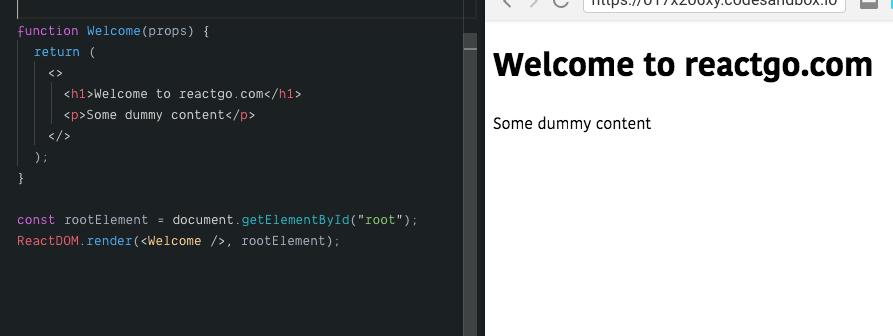 https://017x206xy.codesandbox.io
function Welcome(props) {
return (
<>
<h1>Welcome to reactgo.com</h1>
<p>Some dummy content</p>
</>
);
}
const rootElement = document.getElementById("root");
ReactDOM.render(<Welcome />, rootElement);
Welcome to reactgo.com
Some dummy content